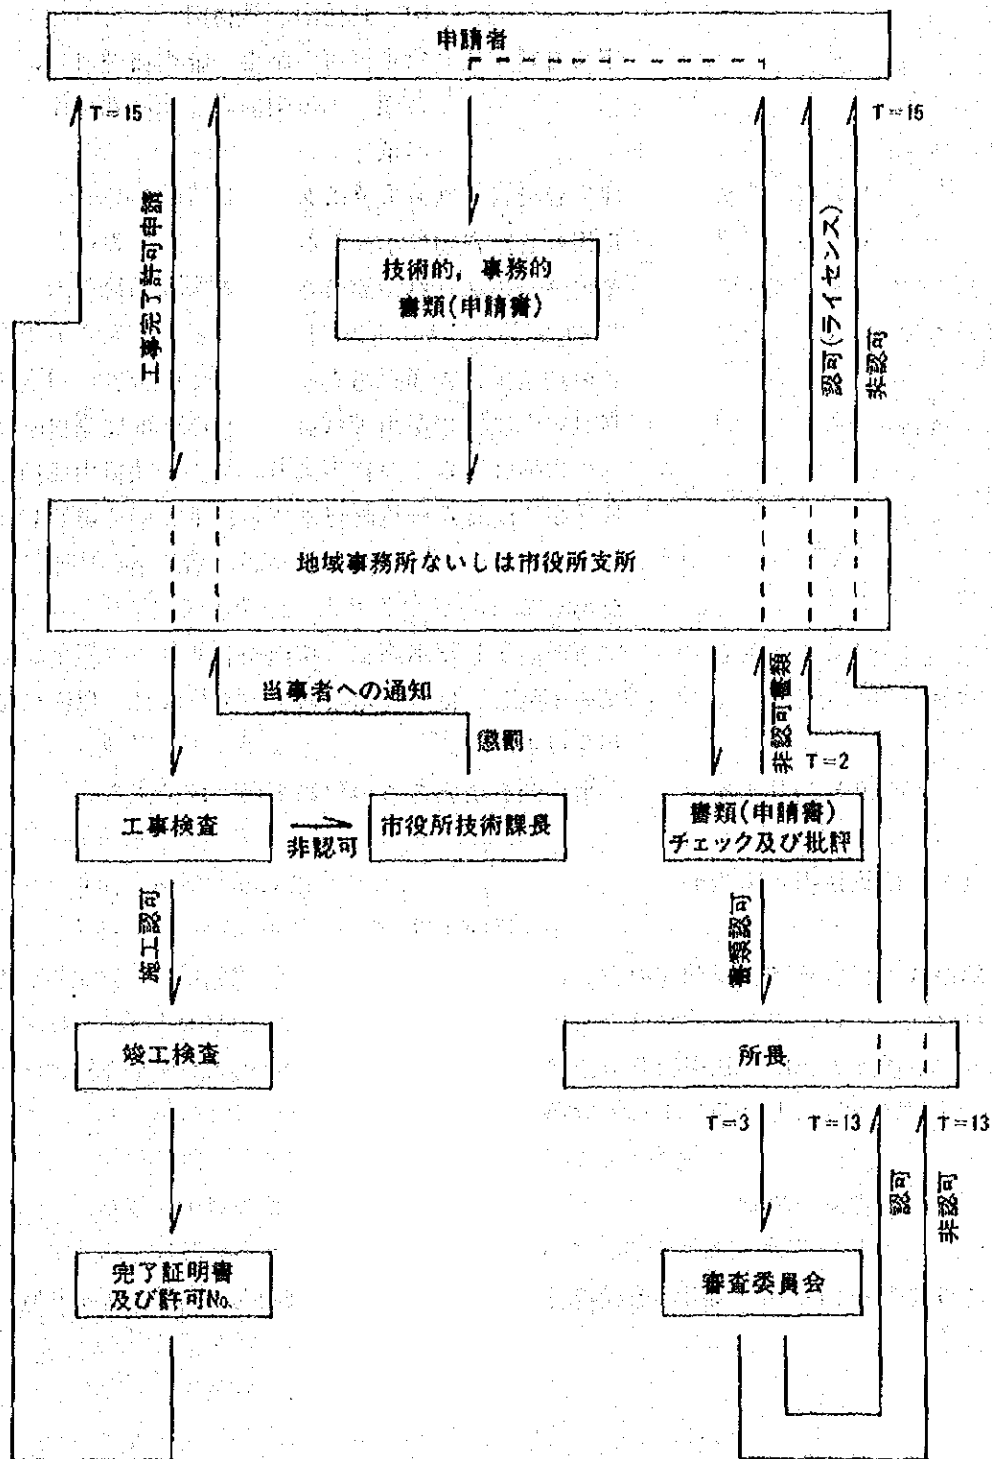 申請者
T=15
T=15
工事完了許可申請
技術的,事務的
書類(申請書)
認可(ライセンス)
非認可
地域事務所ないしは市役所支所
当事者への通知
懲罰
非認可書類
T=2
工事検査
非認可
市役所技術課長
書類(申請書)
チェック及び批評
施工認可
書類認可
竣工検査
所長
T=3
T=13
T=13
認可
非認可
完了証明書
及び許可No.
審査委員会